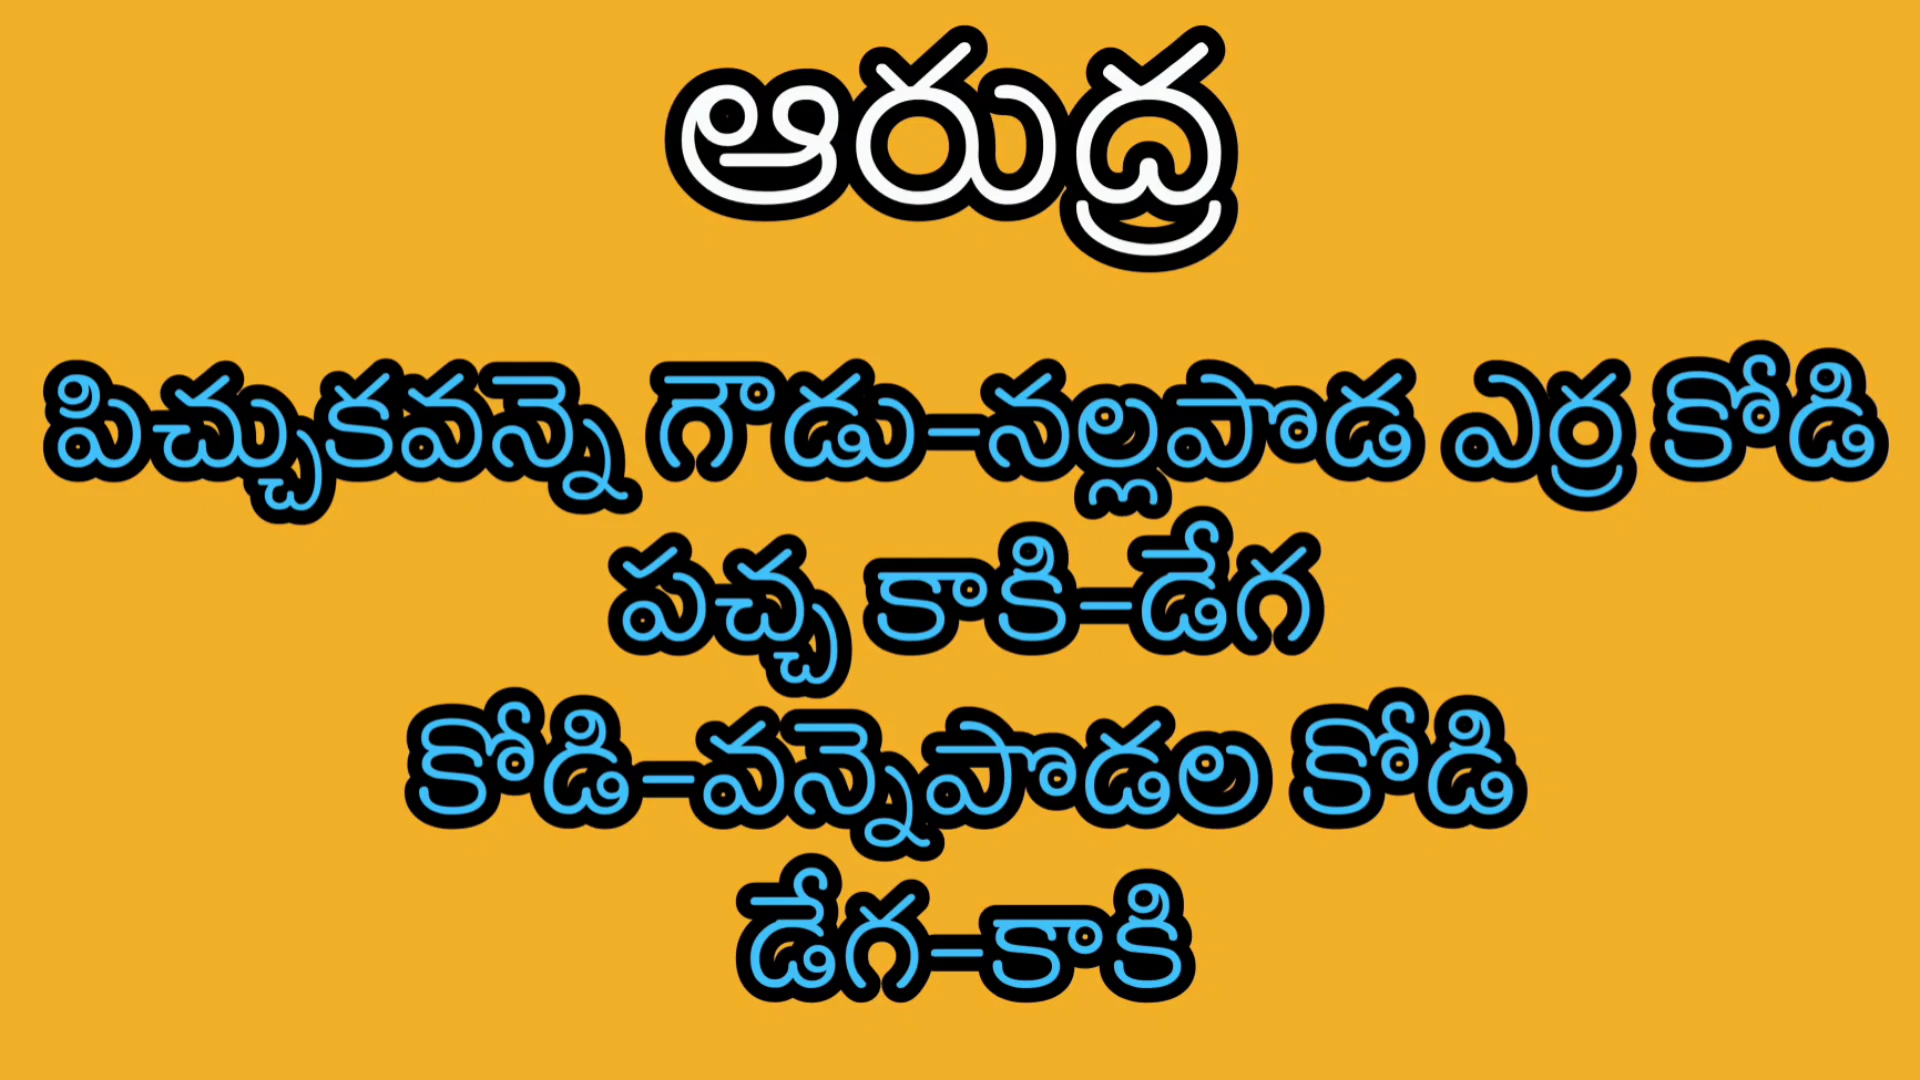 ఆరుద్ర
పిచ్చుకవన్నె గౌడు-నల్లపొడ ఎర్ర కోడి
పచ్చ కాకి-డేగ
కోడి-వన్నెపొడల కోడి
డేగ-కాకి